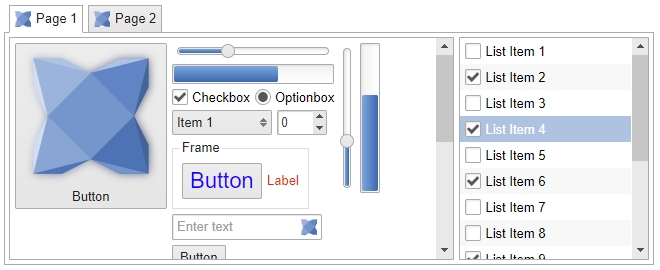 Page 1
Page 2
Button
Checkbox
Optionbox
Item 1
0
Frame
Button
Label
Enter text
Button
List Item 1
List Item 2
List Item 3
List Item 4
List Item 5
List Item 6
List Item 7
List Item 8
List Item 9